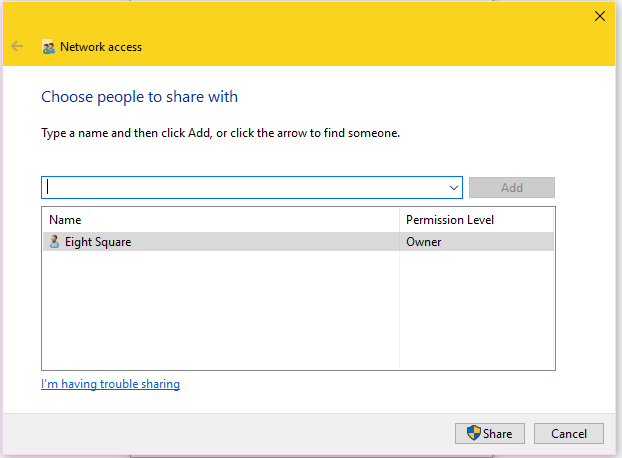 Network access
Choose people to share with
Type a name and then click Add, or click the arrow to find someone.
Add
Name Permission Level
Eight Square Owner
I'm having trouble sharing
Share Cancel